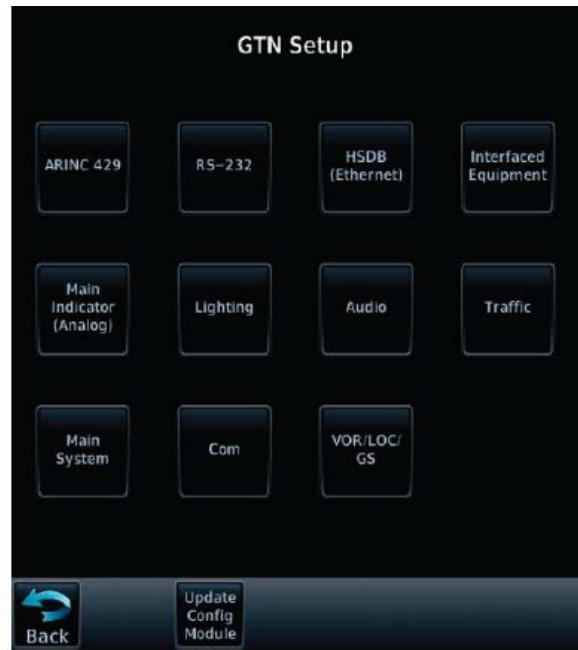 GTN Setup
ARINC 429
RS-232
HSDB
(Ethernet)
Interfaced
Equipment
Main
Indicator
(Analog)
Lighting
Audio
Traffic
Main
System
Com
VOR/LOC/
GS
Back
Update
Config
Module